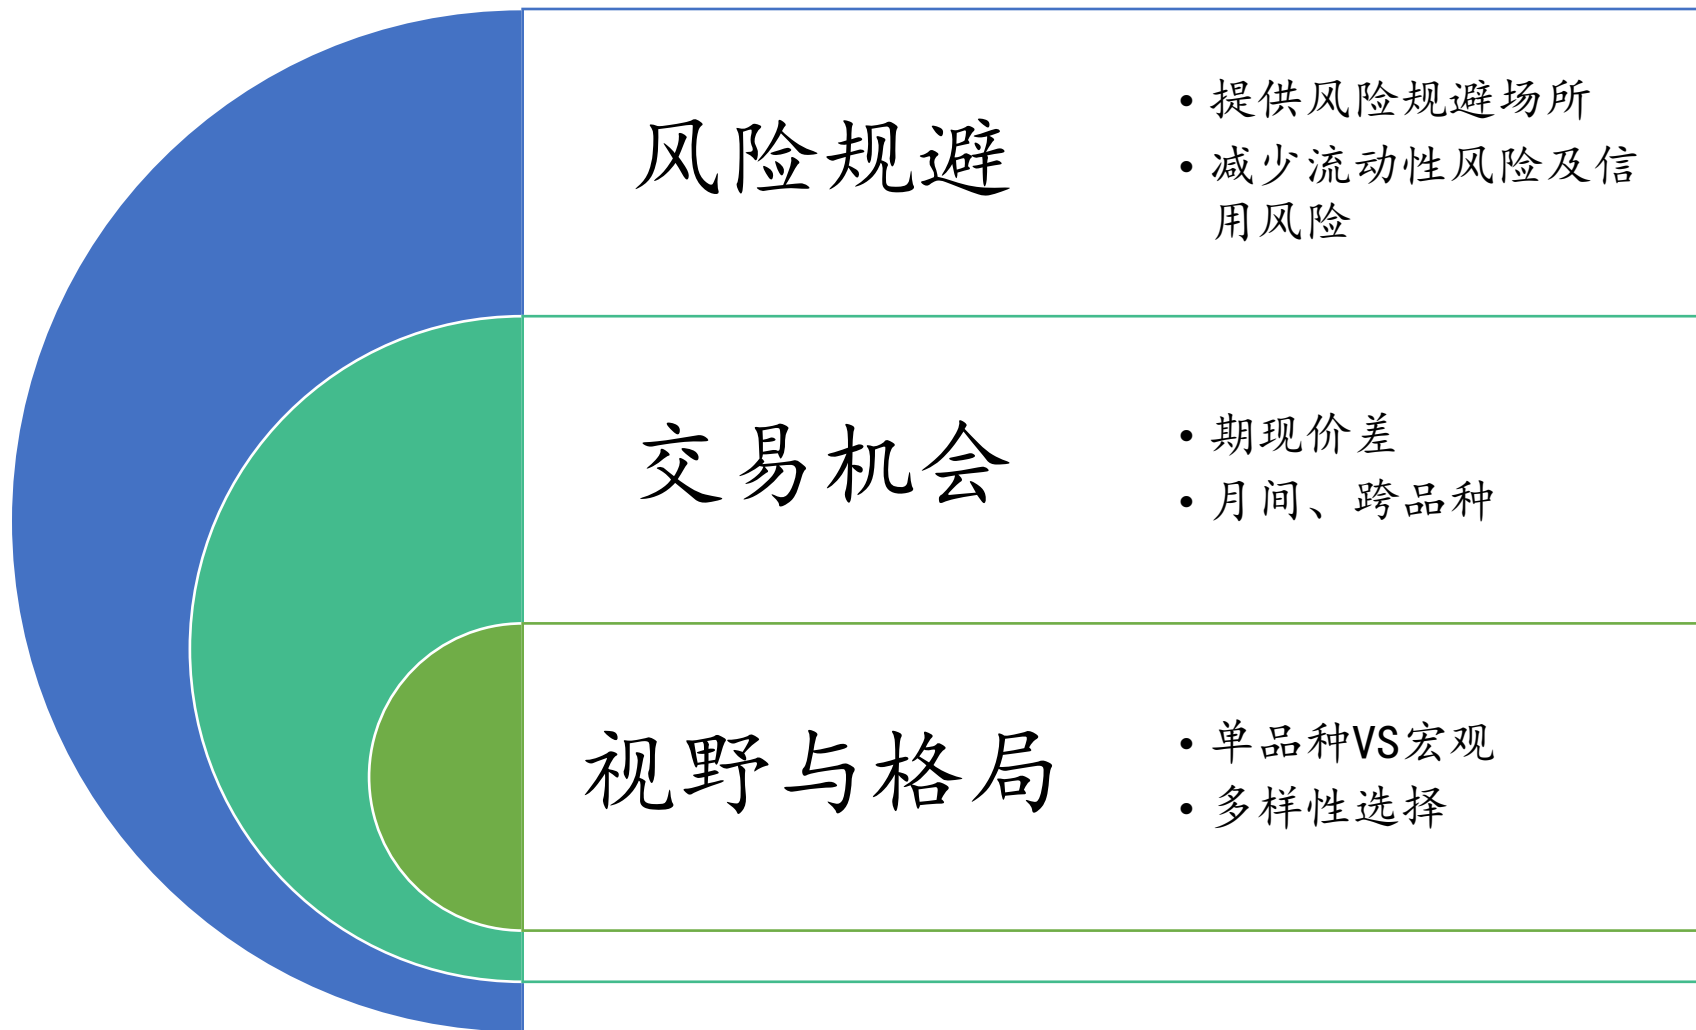 风险规避
• 提供风险规避场所
• 减少流动性风险及信
用风险
交易机会
• 期现价差
• 月间、跨品种
视野与格局
• 单品种VS宏观
• 多样性选择